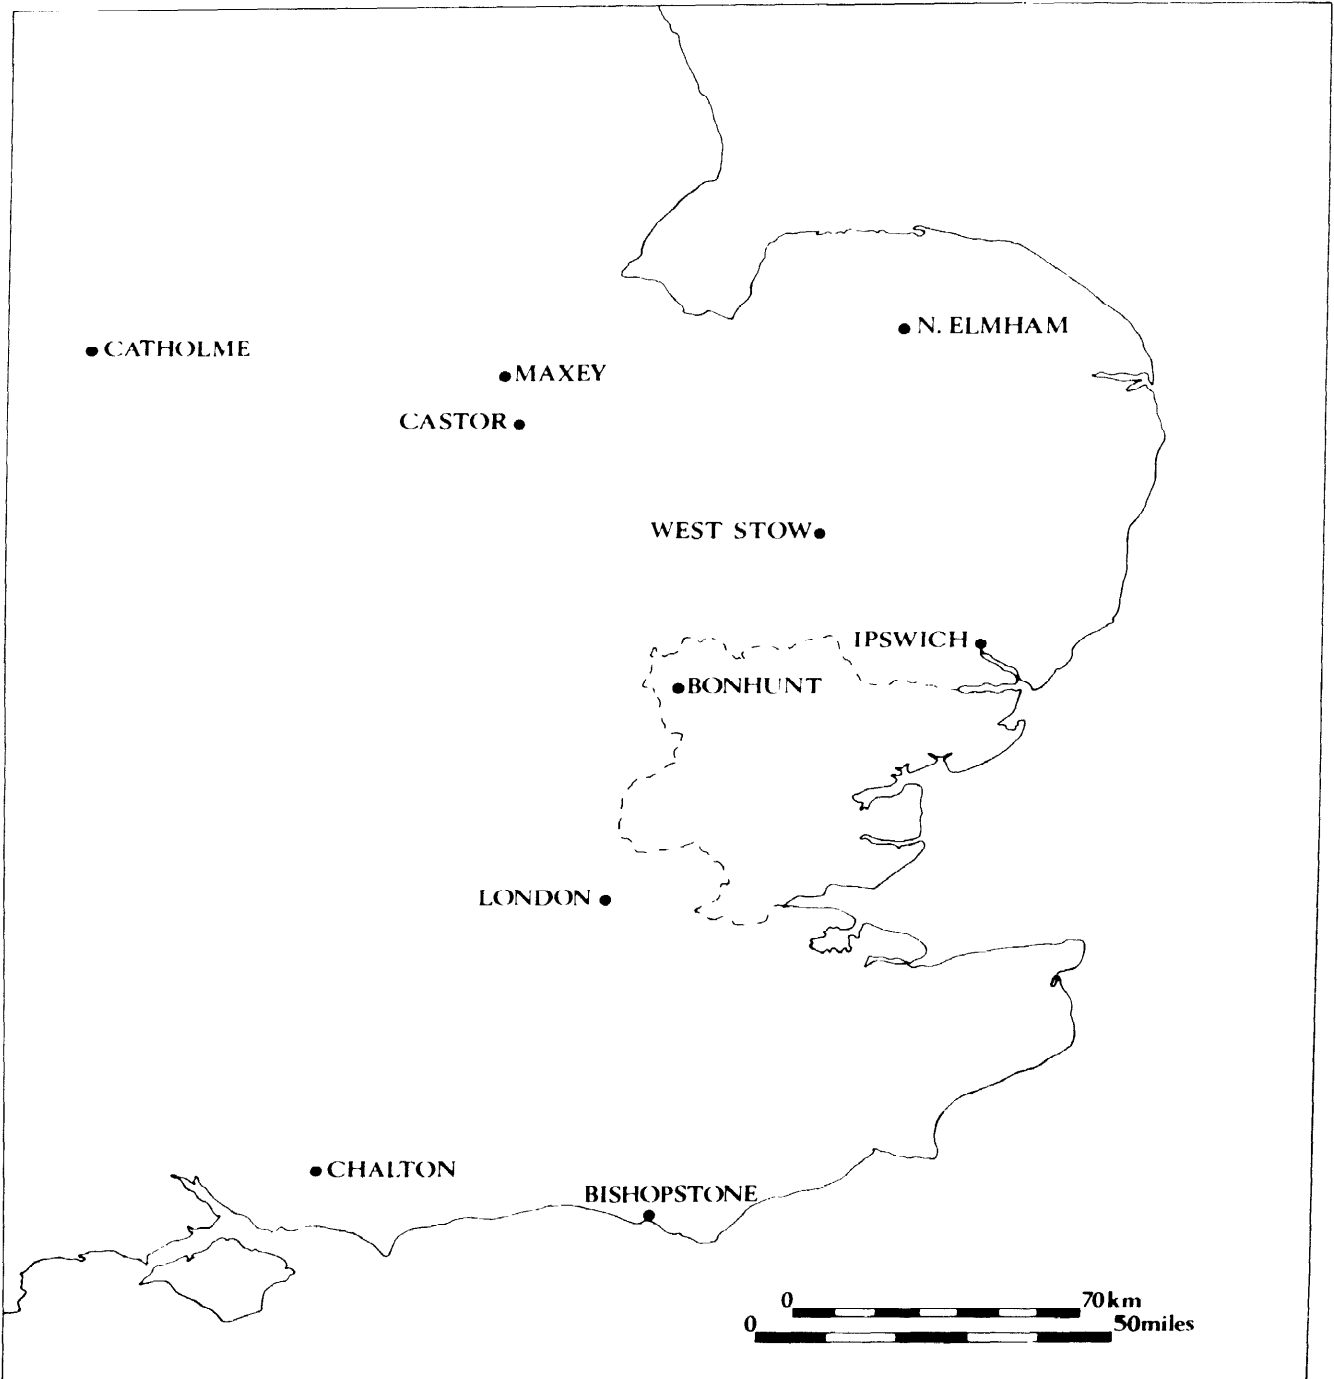 N. ELMHAM
CATHOLME
MAXEY
CASTOR
WEST STOW
IPSWICH
BONHUNT
LONDON
CHALTON
BISHOPSTONE
0 70km
0 50miles